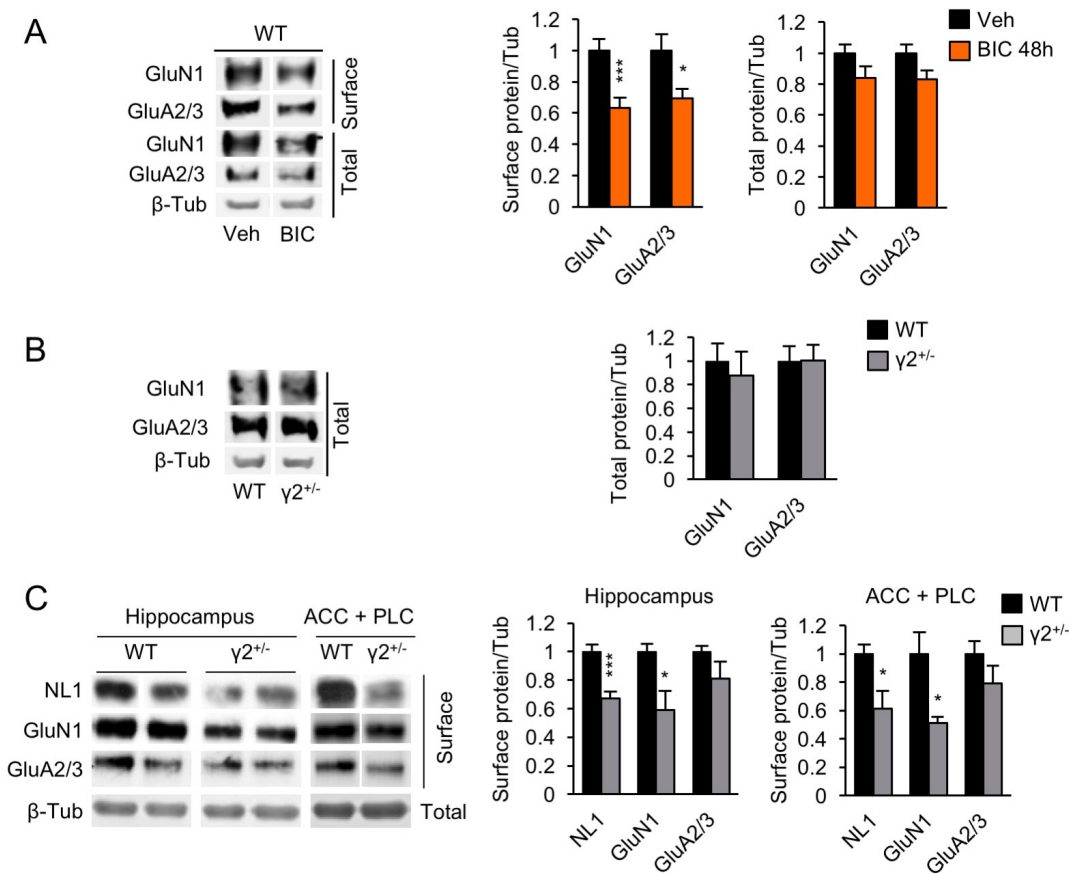 A
WT
GluN1
GluA2/3
Surface
GluN1
GluA2/3
β-Tub
Total
Veh BIC
Surface protein/Tub
1.2
1
0.8
0.6
0.4
0.2
0
***
*
GluN1
GluA2/3
Total protein/Tub
1.2
1
0.8
0.6
0.4
0.2
0
GluN1
GluA2/3
Veh
BIC 48h
B
GluN1
GluA2/3
β-Tub
Total
WT γ2+/-
Total protein/Tub
1.2
1
0.8
0.6
0.4
0.2
0
GluN1
GluA2/3
WT
γ2+/-
C
Hippocampus ACC + PLC
WT γ2+/- WT γ2+/-
NL1
GluN1
GluA2/3
Surface
β-Tub Total
Hippocampus
Surface protein/Tub
1.2
1
0.8
0.6
0.4
0.2
0
***
*
NL1
GluN1
GluA2/3
ACC + PLC
Surface protein/Tub
1.2
1
0.8
0.6
0.4
0.2
0
*
*
NL1
GluN1
GluA2/3
WT
γ2+/-